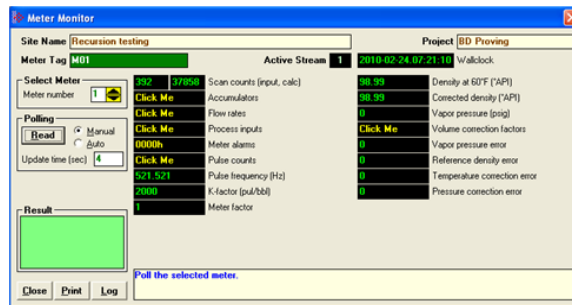 Meter Monitor
Site Name Recursion testing Project BD Proving
Meter Tag M01 Active Stream 1 2010-02-24.07:21:10 Wallclock
Select Meter
Meter number 1
Polling
Read Manual
Auto
Update time (sec) 4
Result
392 37858 Scan counts (input, calc)
Click Me Accumulators
Click Me Flow rates
Click Me Process inputs
0000h Meter alarms
Click Me Pulse counts
521.521 Pulse frequency (Hz)
2000 K-factor (pul/bbl)
1 Meter factor
98.99 Density at 60°F (°API)
98.99 Corrected density (°API)
0 Vapor pressure (psig)
Click Me Volume correction factors
0 Vapor pressure error
0 Reference density error
0 Temperature correction error
0 Pressure correction error
Poll the selected meter.
Close Print Log